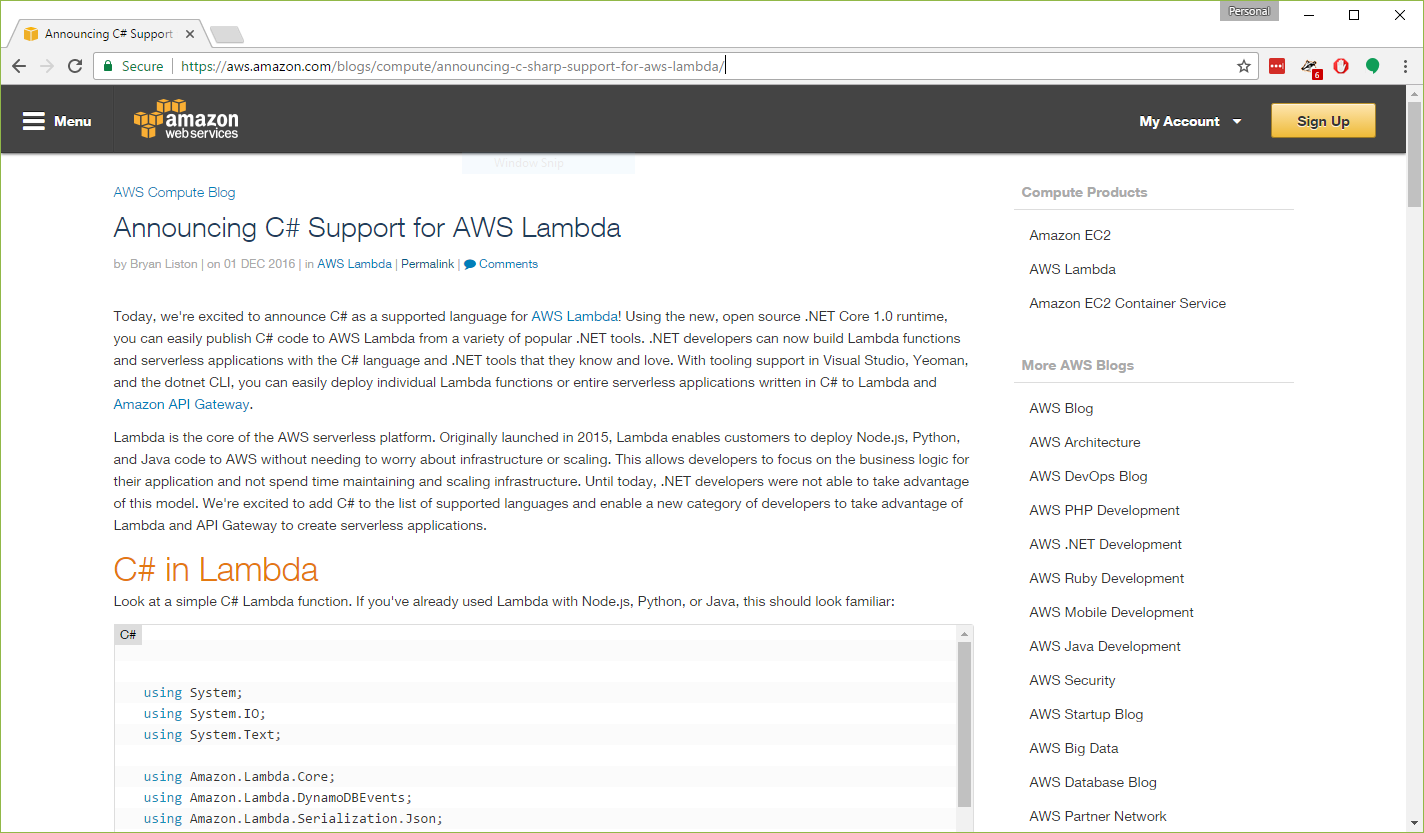 Personal
Announcing C# Support
Secure
https://aws.amazon.com/blogs/compute/announcing-c-sharp-support-for-aws-lambda/
6
Menu
amazon
web services
My Account
Sign Up
Window Snip
AWS Compute Blog
Announcing C# Support for AWS Lambda
by Bryan Liston | on 01 DEC 2016 | in AWS Lambda | Permalink | Comments
Today, we're excited to announce C# as a supported language for AWS Lambda! Using the new, open source .NET Core 1.0 runtime,
you can easily publish C# code to AWS Lambda from a variety of popular .NET tools. .NET developers can now build Lambda functions
and serverless applications with the C# language and .NET tools that they know and love. With tooling support in Visual Studio, Yeoman,
and the dotnet CLI, you can easily deploy individual Lambda functions or entire serverless applications written in C# to Lambda and
Amazon API Gateway.
Lambda is the core of the AWS serverless platform. Originally launched in 2015, Lambda enables customers to deploy Node.js, Python,
and Java code to AWS without needing to worry about infrastructure or scaling. This allows developers to focus on the business logic for
their application and not spend time maintaining and scaling infrastructure. Until today, .NET developers were not able to take advantage
of this model. We're excited to add C# to the list of supported languages and enable a new category of developers to take advantage of
Lambda and API Gateway to create serverless applications.
C# in Lambda
Look at a simple C# Lambda function. If you've already used Lambda with Node.js, Python, or Java, this should look familiar:
C#
using System;
using System.IO;
using System.Text;
using Amazon.Lambda.Core;
using Amazon.Lambda.DynamoDBEvents;
using Amazon.Lambda.Serialization.Json;
Compute Products
Amazon EC2
AWS Lambda
Amazon EC2 Container Service
More AWS Blogs
AWS Blog
AWS Architecture
AWS DevOps Blog
AWS PHP Development
AWS .NET Development
AWS Ruby Development
AWS Mobile Development
AWS Java Development
AWS Security
AWS Startup Blog
AWS Big Data
AWS Database Blog
AWS Partner Network